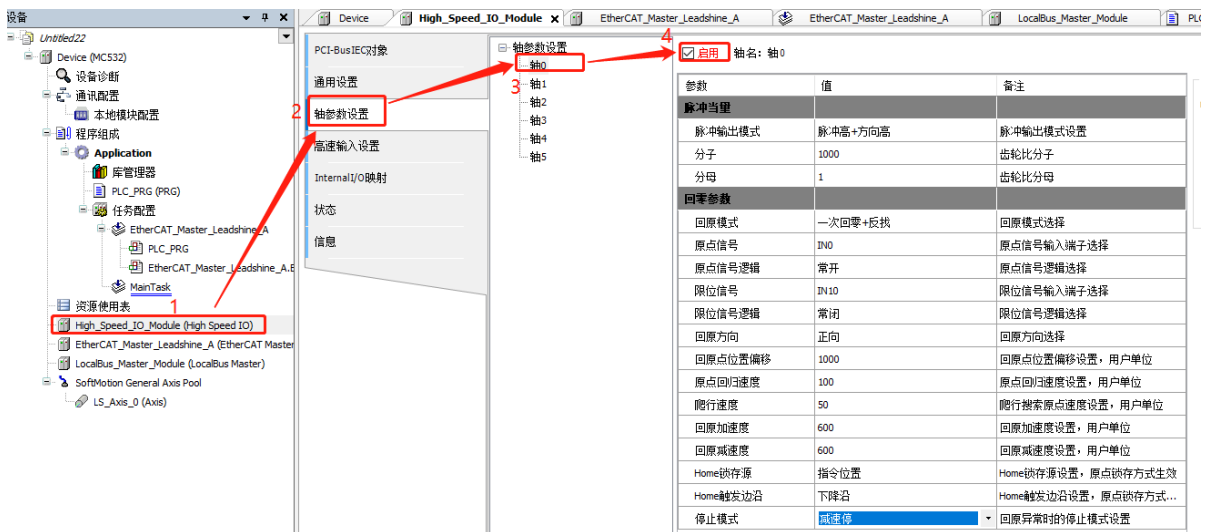 设备
Untitled22
Device (MC532)
设备诊断
通讯配置
本地模块配置
程序组成
Application
库管理器
PLC_PRG (PRG)
任务配置
EtherCAT_Master_Leadshine_A
PLC_PRG
EtherCAT_Master_Leadshine_A.E
MainTask
资源使用表
1
High_Speed_IO_Module (High Speed IO)
EtherCAT_Master_Leadshine_A (EtherCAT Master
LocalBus_Master_Module (LocalBus Master)
SoftMotion General Axis Pool
LS_Axis_0 (Axis)
Device
High_Speed_IO_Module
EtherCAT_Master_Leadshine_A
EtherCAT_Master_Leadshine_A
LocalBus_Master_Module
PLC
PCI-BusIEC对象
通用设置
2
轴参数设置
高速输入设置
InternalI/O映射
状态
信息
轴参数设置
轴0
3
轴1
轴2
轴3
轴4
轴5
4
启用 轴名: 轴0
参数 值 备注
脉冲当里
脉冲输出模式 脉冲高+方向高 脉冲输出模式设置
分子 1000 齿轮比分子
分母 1 齿轮比分母
回零参数
回原模式 一次回零+反找 回原模式选择
原点信号 IN0 原点信号输入端子选择
原点信号逻辑 常开 原点信号逻辑选择
限位信号 IN10 限位信号输入端子选择
限位信号逻辑 常闭 限位信号逻辑选择
回原方向 正向 回原方向选择
回原点位置偏移 1000 回原点位置偏移设置，用户单位
原点回归速度 100 原点回归速度设置，用户单位
爬行速度 50 爬行搜索原点速度设置，用户单位
回原加速度 600 回原加速度设置，用户单位
回原减速度 600 回原减速度设置，用户单位
Home锁存源 指令位置 Home锁存源设置，原点锁存方式生效
Home触发边沿 下降沿 Home触发边沿设置，原点锁存方式...
停止模式 减速停 回原异常时的停止模式设置